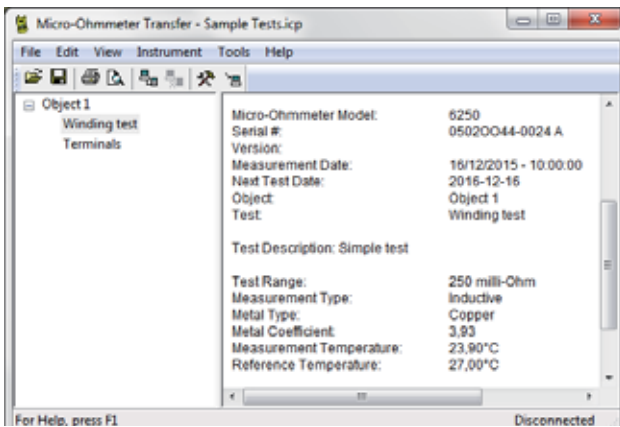 Micro-Ohmmeter Transfer - Sample Tests.icp
File Edit View Instrument Tools Help
Object 1
Winding test
Terminals
Micro-Ohmmeter Model: 6250
Serial #: 0502OO44-0024 A
Version:
Measurement Date: 16/12/2015 - 10:00:00
Next Test Date: 2016-12-16
Object: Object 1
Test: Winding test
Test Description: Simple test
Test Range: 250 milli-Ohm
Measurement Type: Inductive
Metal Type: Copper
Metal Coefficient: 3,93
Measurement Temperature: 23,90°C
Reference Temperature: 27,00°C
For Help, press F1
Disconnected